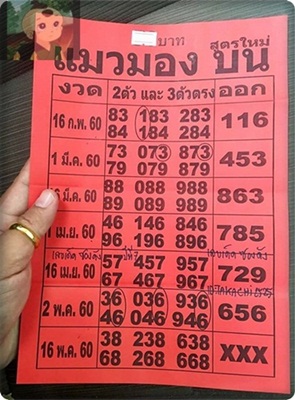 บาท
สูตรใหม่
แมวมอง บน
งวด 2ตัว และ 3ตัวตรง ออก
16 ก.พ. 60 83 183 283 116
84 184 284
1 มี.ค. 60 73 073 873 453
79 079 879
มี.ค. 60 88 088 988 863
89 089 989
เม.ย. 60 46 146 846 785
96 196 896
16 เม.ย. 60 57 457 957 729
67 467 967
2 พ.ค. 60 36 036 936 656
46 046 946
16 พ.ค. 60 38 238 638 XXX
68 268 668